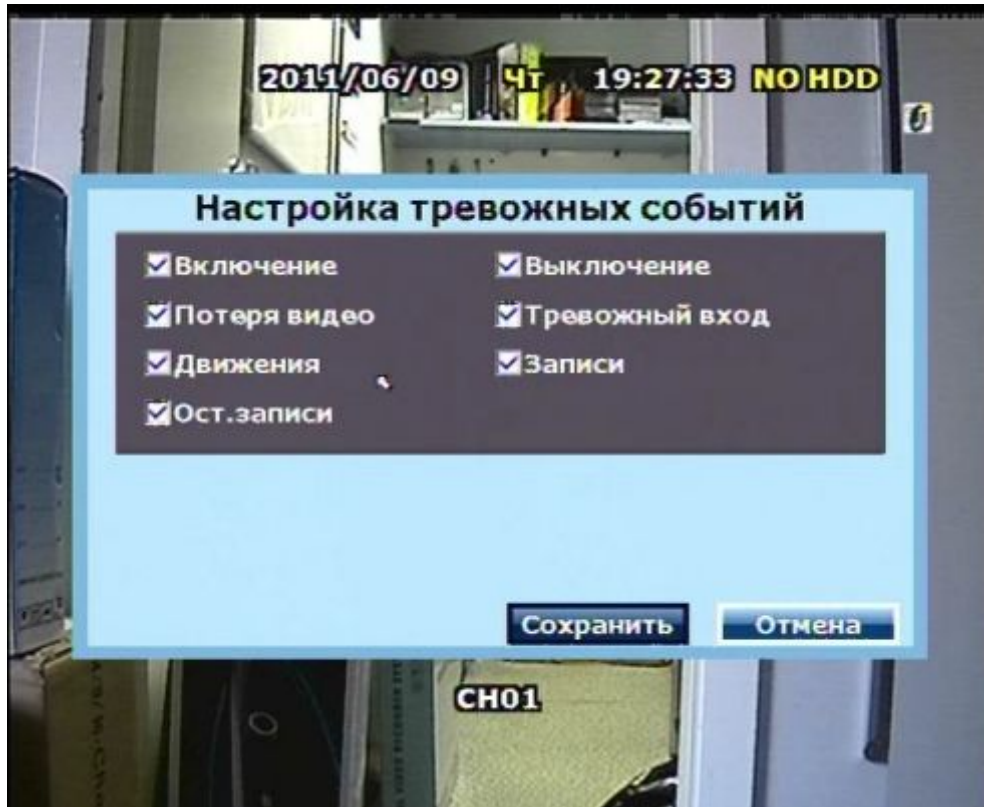 2011/06/09 Чт 19:27:33 NO HDD
Настройка тревожных событий
Включение Выключение
Потеря видео Тревожный вход
Движения Записи
Ост.записи
Сохранить Отмена
CH01